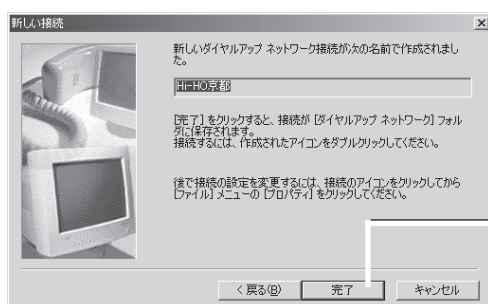 新しい接続
新しいダイヤルアップ ネットワーク接続が次の名前で作成されまし
た。
Hi-HO京都
[完了] をクリックすると、接続が [ダイヤルアップ ネットワーク] フォル
ダに保存されます。
接続するには、作成されたアイコンをダブルクリックしてください。
後で接続の設定を変更するには、接続のアイコンをクリックしてから
[ファイル] メニューの [プロパティ] をクリックしてください。
< 戻る(B)
完了
キャンセル